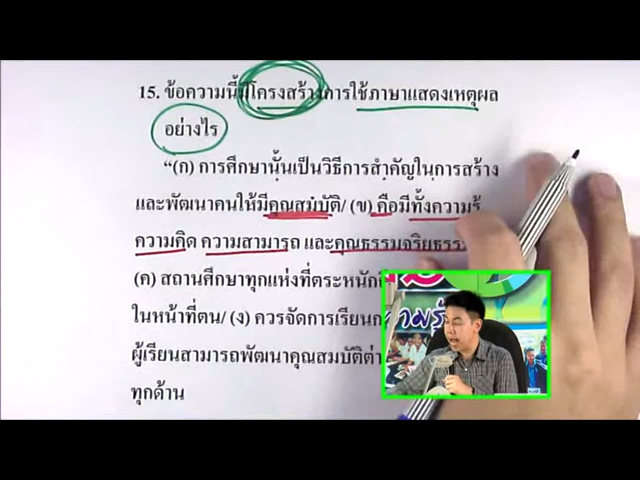 15. ข้อความนี้มีโครงสร้างการใช้ภาษาแสดงเหตุผล
อย่างไร
“(ก) การศึกษานั้นเป็นวิธีการสำคัญในการสร้าง
และพัฒนาคนให้มีคุณสมบัติ/ (ข) คือมีทั้งความรู้
ความคิด ความสามารถ และคุณธรรมจริยธรร
(ค) สถานศึกษาทุกแห่งที่ตระหนัก
ในหน้าที่ตน/ (ง) ควรจัดการเรียน
ผู้เรียนสามารถพัฒนาคุณสมบัติ
ทุกด้าน